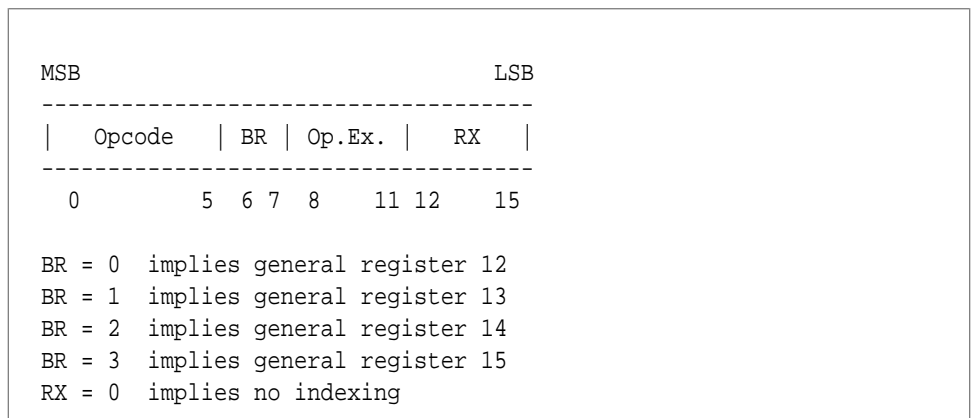 MSB                               LSB
-------------------------------------
|   Opcode   | BR | Op.Ex. |   RX   |
-------------------------------------
  0         5  6 7  8    11 12    15
BR = 0  implies general register 12
BR = 1  implies general register 13
BR = 2  implies general register 14
BR = 3  implies general register 15
RX = 0  implies no indexing